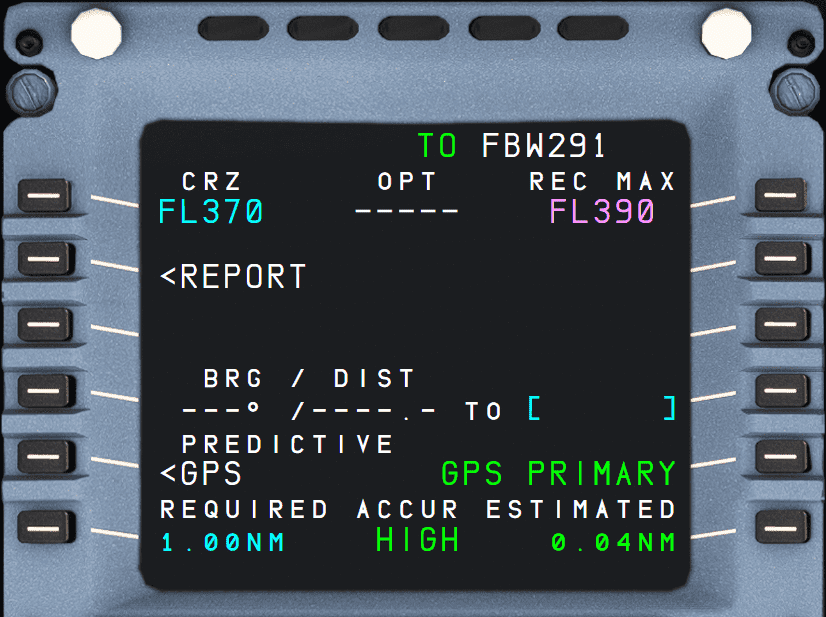 TO FBW291
CRZ OPT REC MAX
FL370 ----- FL390
<REPORT
BRG / DIST
---° /----.- TO [ ]
PREDICTIVE
<GPS GPS PRIMARY
REQUIRED ACCUR ESTIMATED
1.00NM HIGH 0.04NM